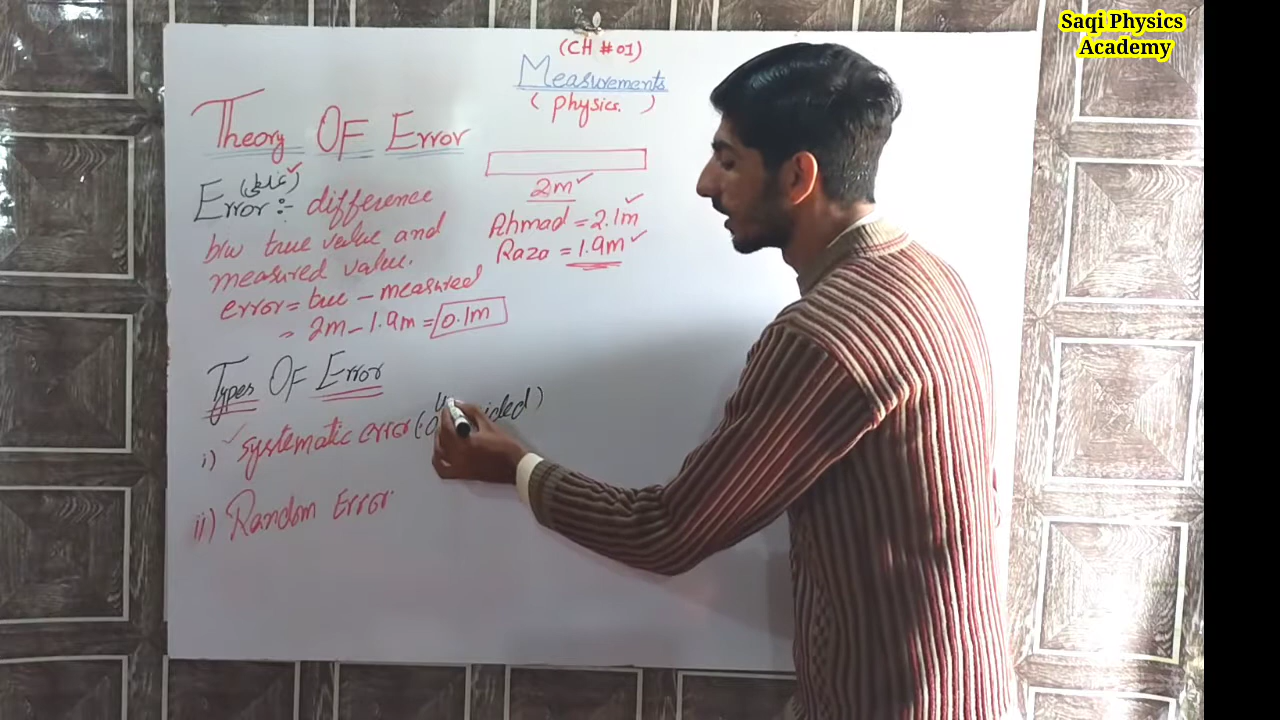 Saqi Physics
Academy
(CH # 01)
Measurements
(Physics.)
Theory OF Error
(غلطی)
Error :- difference
b/w true value and
measured value.
error = true - measured
= 2m - 1.9m = 0.1m
2m
Ahmad = 2.1m
Raza = 1.9m
Types OF Error
i) systematic error
ii) Random Error